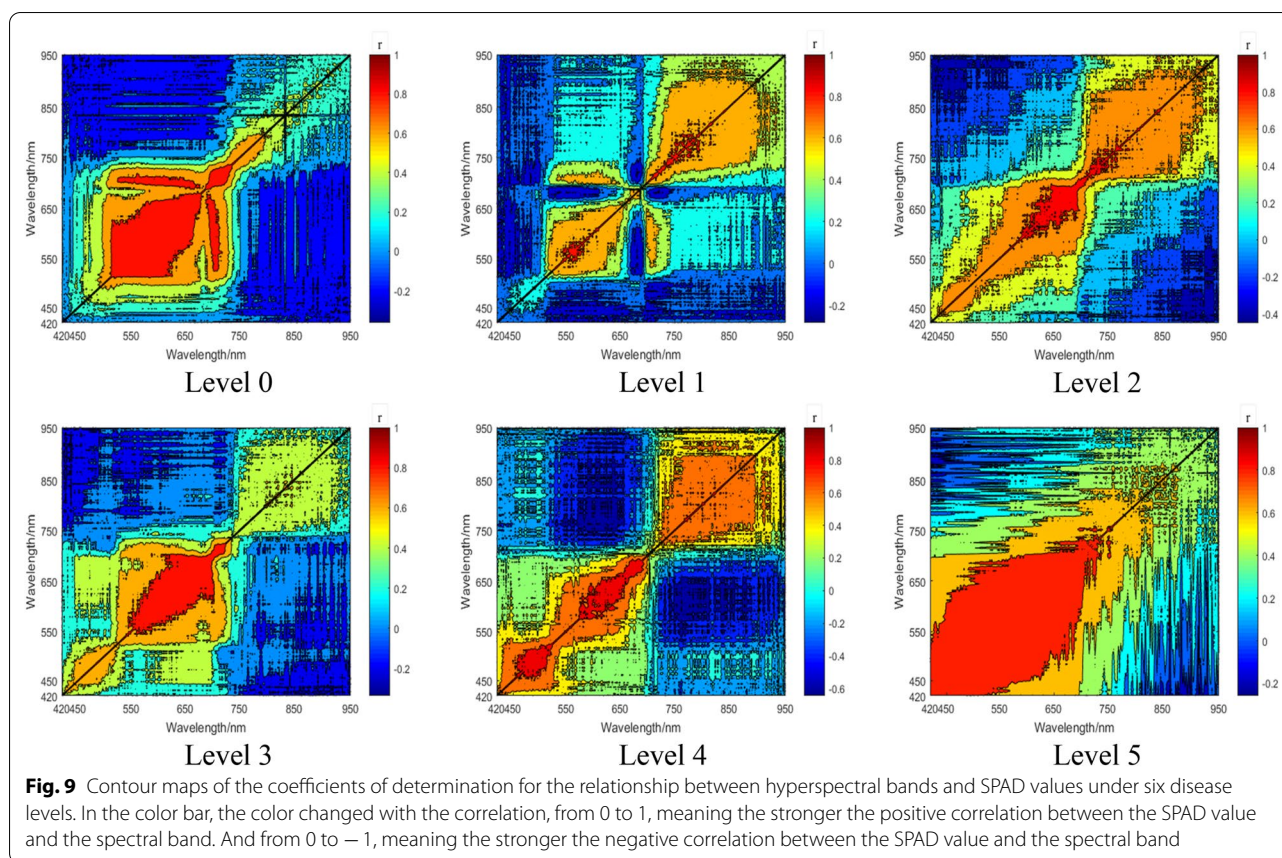 r
r
r
950
850
750
650
550
450
420
Wavelength/nm
420450 550 650 750 850 950
Wavelength/nm
1
0.8
0.6
0.4
0.2
0
-0.2
Level 0
950
850
750
650
550
450
420
Wavelength/nm
420450 550 650 750 850 950
Wavelength/nm
1
0.8
0.6
0.4
0.2
0
-0.2
Level 1
950
850
750
650
550
450
420
Wavelength/nm
420450 550 650 750 850 950
Wavelength/nm
1
0.8
0.6
0.4
0.2
0
-0.2
-0.4
Level 2
r
r
r
950
850
750
650
550
450
420
Wavelength/nm
420450 550 650 750 850 950
Wavelength/nm
1
0.8
0.6
0.4
0.2
0
-0.2
Level 3
950
850
750
650
550
450
420
Wavelength/nm
420450 550 650 750 850 950
Wavelength/nm
1
0.8
0.6
0.4
0.2
0
-0.2
-0.4
-0.6
Level 4
950
850
750
650
550
450
420
Wavelength/nm
420450 550 650 750 850 950
Wavelength/nm
1
0.8
0.6
0.4
0.2
0
-0.2
Level 5
Fig. 9 Contour maps of the coefficients of determination for the relationship between hyperspectral bands and SPAD values under six disease
levels. In the color bar, the color changed with the correlation, from 0 to 1, meaning the stronger the positive correlation between the SPAD value
and the spectral band. And from 0 to − 1, meaning the stronger the negative correlation between the SPAD value and the spectral band